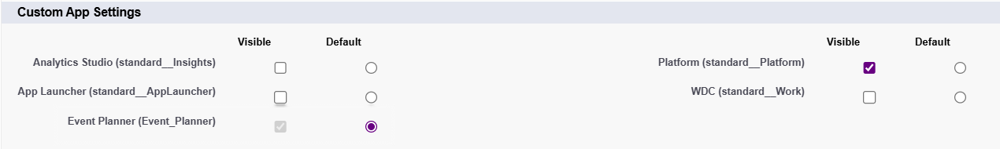 Custom App Settings
Visible Default Visible Default
Analytics Studio (standard__Insights) Platform (standard__Platform)
App Launcher (standard__AppLauncher) WDC (standard__Work)
Event Planner (Event_Planner)